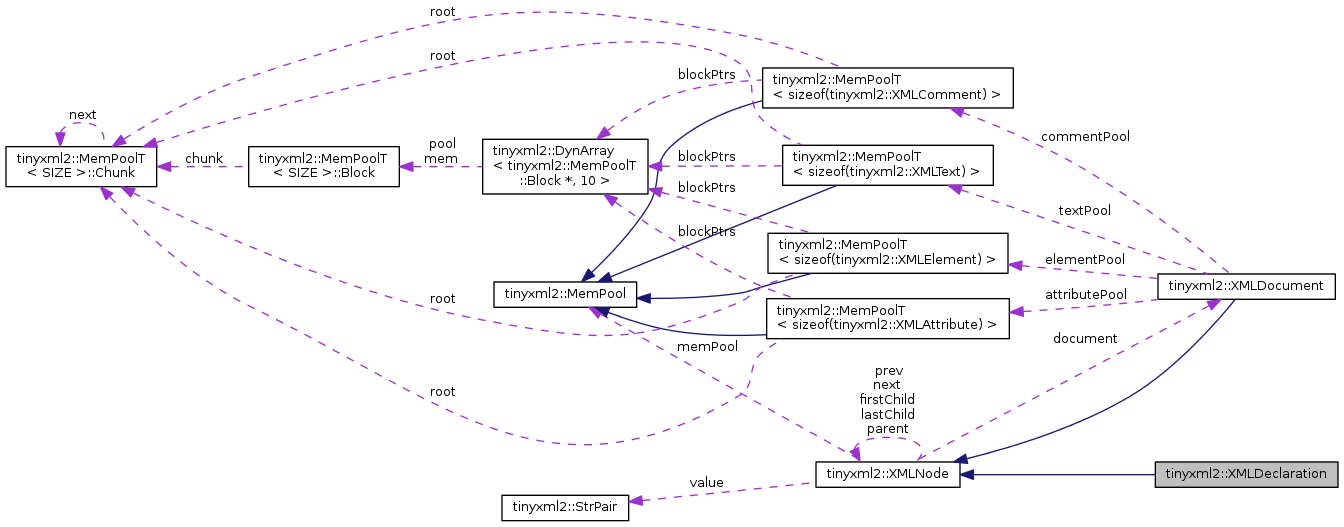 root
root
blockPtrs
tinyxml2::MemPoolT
< sizeof(tinyxml2::XMLComment) >
next
commentPool
tinyxml2::MemPoolT
< SIZE >::Chunk
chunk
tinyxml2::MemPoolT
< SIZE >::Block
pool
mem
tinyxml2::DynArray
< tinyxml2::MemPoolT
::Block *, 10 >
blockPtrs
tinyxml2::MemPoolT
< sizeof(tinyxml2::XMLText) >
blockPtrs
textPool
blockPtrs
tinyxml2::MemPoolT
< sizeof(tinyxml2::XMLElement) >
elementPool
tinyxml2::XMLDocument
tinyxml2::MemPool
root
attributePool
tinyxml2::MemPoolT
< sizeof(tinyxml2::XMLAttribute) >
memPool
document
prev
next
firstChild
lastChild
parent
root
tinyxml2::XMLNode
tinyxml2::XMLDeclaration
value
tinyxml2::StrPair